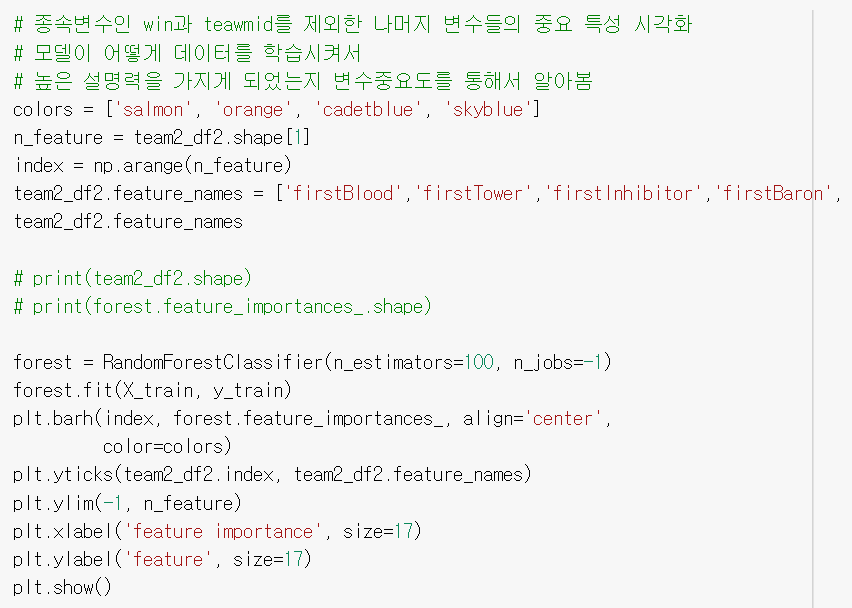 # 종속변수인 win과 teawmid를 제외한 나머지 변수들의 중요 특성 시각화
# 모델이 어떻게 데이터를 학습시켜서
# 높은 설명력을 가지게 되었는지 변수중요도를 통해서 알아봄
colors = ['salmon', 'orange', 'cadetblue', 'skyblue']
n_feature = team2_df2.shape[1]
index = np.arange(n_feature)
team2_df2.feature_names = ['firstBlood','firstTower','firstInhibitor','firstBaron',
team2_df2.feature_names
# print(team2_df2.shape)
# print(forest.feature_importances_.shape)
forest = RandomForestClassifier(n_estimators=100, n_jobs=-1)
forest.fit(X_train, y_train)
plt.barh(index, forest.feature_importances_, align='center',
color=colors)
plt.yticks(team2_df2.index, team2_df2.feature_names)
plt.ylim(-1, n_feature)
plt.xlabel('feature importance', size=17)
plt.ylabel('feature', size=17)
plt.show()